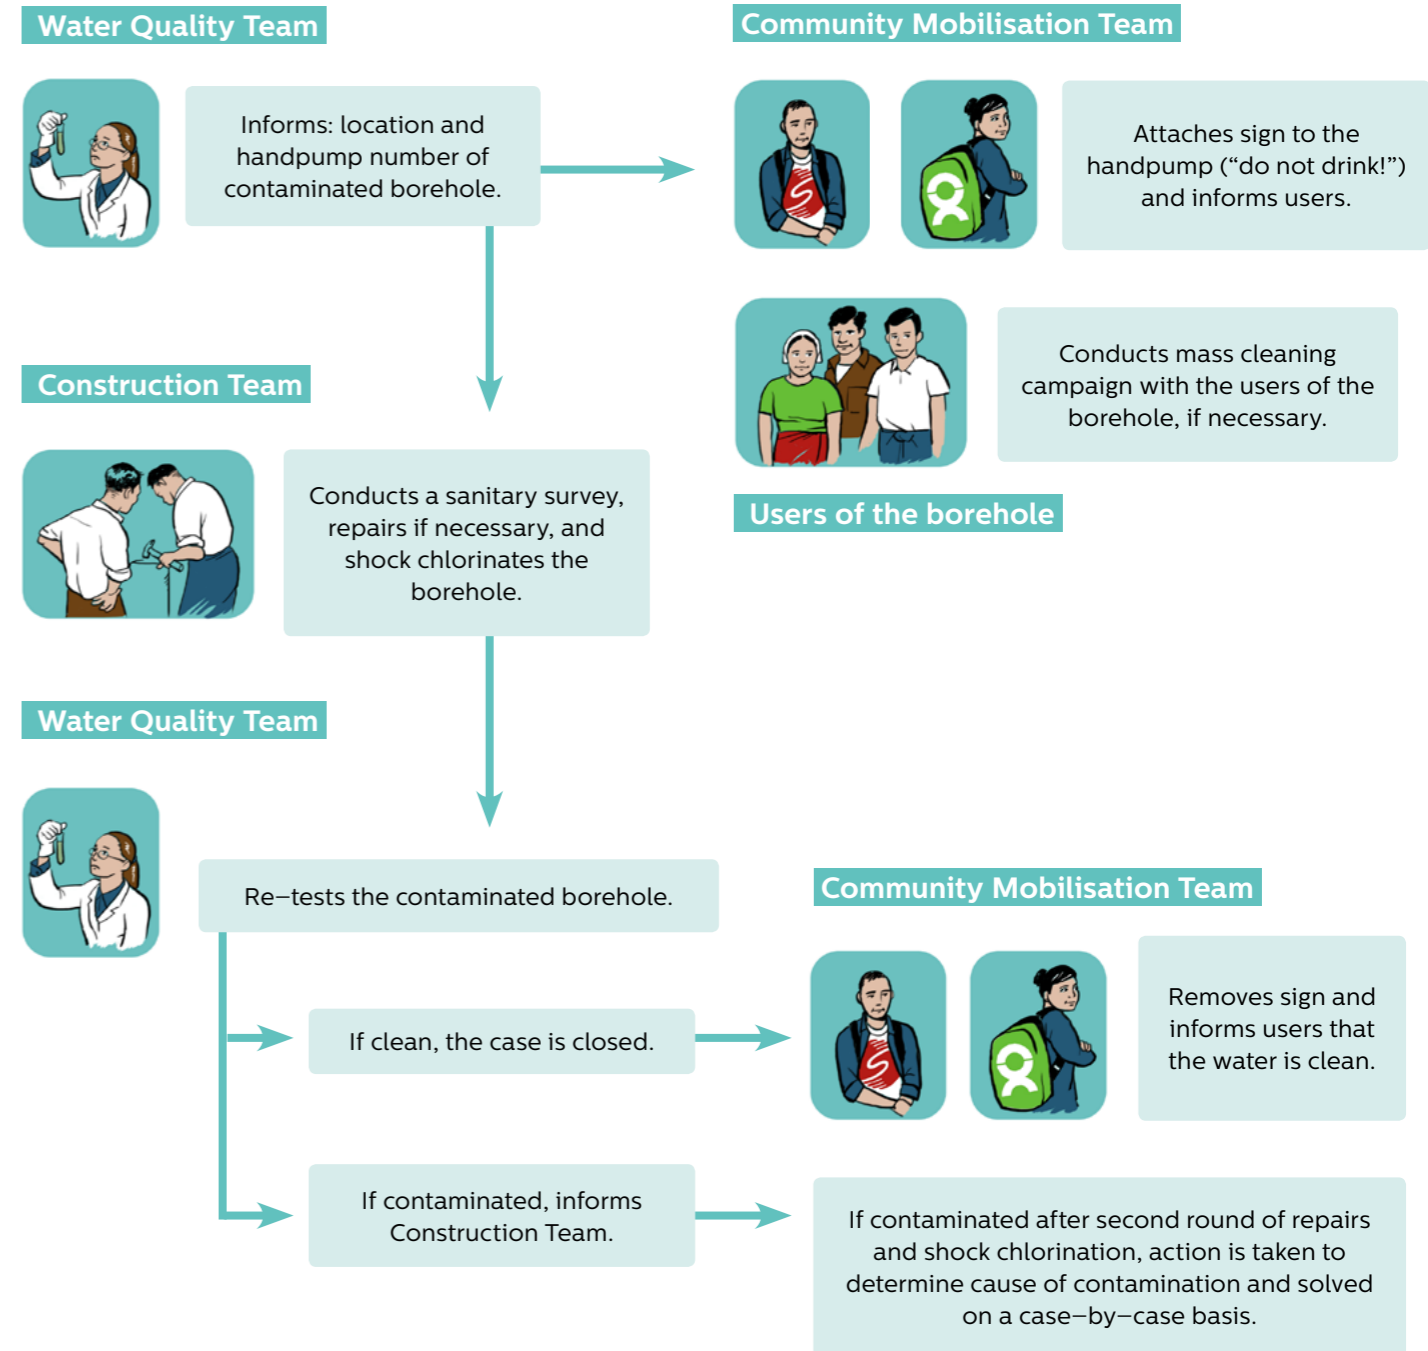 Water Quality Team
Informs: location and
handpump number of
contaminated borehole.
Community Mobilisation Team
Attaches sign to the
handpump (“do not drink!”)
and informs users.
Conducts mass cleaning
campaign with the users of the
borehole, if necessary.
Users of the borehole
Construction Team
Conducts a sanitary survey,
repairs if necessary, and
shock chlorinates the
borehole.
Water Quality Team
Re–tests the contaminated borehole.
If clean, the case is closed.
Community Mobilisation Team
Removes sign and
informs users that
the water is clean.
If contaminated, informs
Construction Team.
If contaminated after second round of repairs
and shock chlorination, action is taken to
determine cause of contamination and solved
on a case–by–case basis.